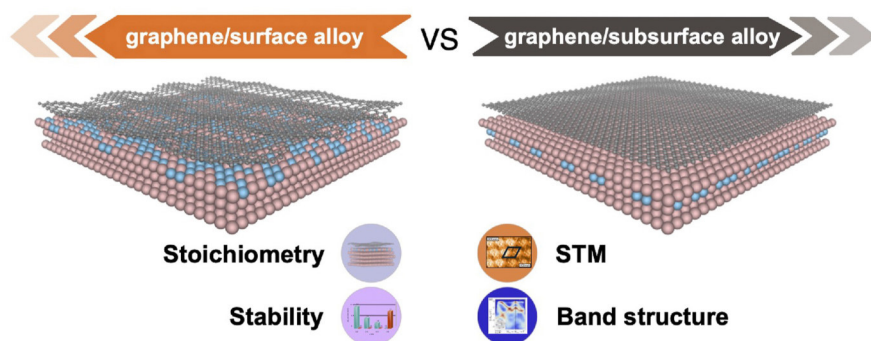 graphene/surface alloy VS graphene/subsurface alloy
Stoichiometry STM
Stability Band structure